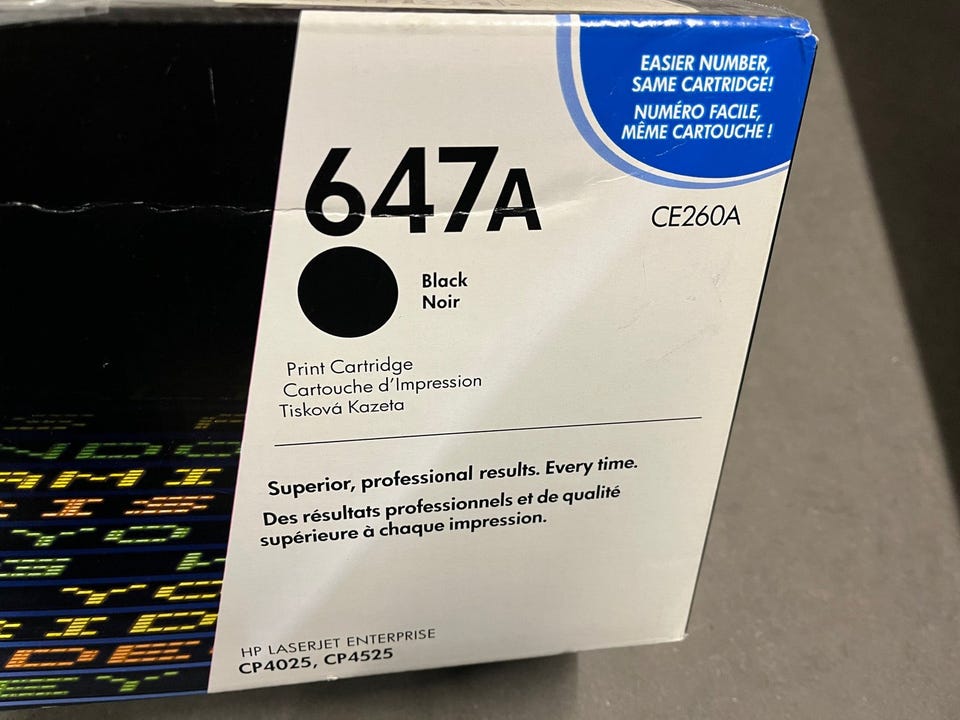 EASIER NUMBER,
SAME CARTRIDGE!
NUMÉRO FACILE,
MÊME CARTOUCHE !
647A
CE260A
Black
Noir
Print Cartridge
Cartouche d'Impression
Tisková Kazeta
Superior, professional results. Every time.
Des résultats professionnels et de qualité
supérieure à chaque impression.
HP LASERJET ENTERPRISE
CP4025, CP4525